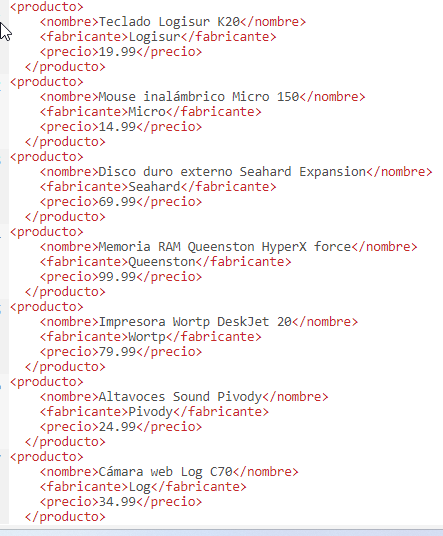 <producto>
<nombre>Teclado Logisur K20</nombre>
<fabricante>Logisur</fabricante>
<precio>19.99</precio>
</producto>
<producto>
<nombre>Mouse inalámbrico Micro 150</nombre>
<fabricante>Micro</fabricante>
<precio>14.99</precio>
</producto>
<producto>
<nombre>Disco duro externo Seahard Expansion</nombre>
<fabricante>Seahard</fabricante>
<precio>69.99</precio>
</producto>
<producto>
<nombre>Memoria RAM Queenston HyperX force</nombre>
<fabricante>Queenston</fabricante>
<precio>99.99</precio>
</producto>
<producto>
<nombre>Impresora Wortp DeskJet 20</nombre>
<fabricante>Wortp</fabricante>
<precio>79.99</precio>
</producto>
<producto>
<nombre>Altavoces Sound Pivody</nombre>
<fabricante>Pivody</fabricante>
<precio>24.99</precio>
</producto>
<producto>
<nombre>Cámara web Log C70</nombre>
<fabricante>Log</fabricante>
<precio>34.99</precio>
</producto>